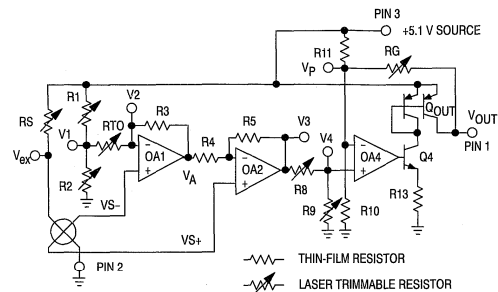 PIN 3
+5.1 V SOURCE
R11
RG
VP
V2
R1
R3
RS
RTO
R5
V3
QOUT
VOUT
PIN 1
V1
R4
V4
Vex
OA1
VA
OA2
OA4
Q4
R2
R8
R13
VS−
R9
R10
VS+
PIN 2
THIN-FILM RESISTOR
LASER TRIMMABLE RESISTOR